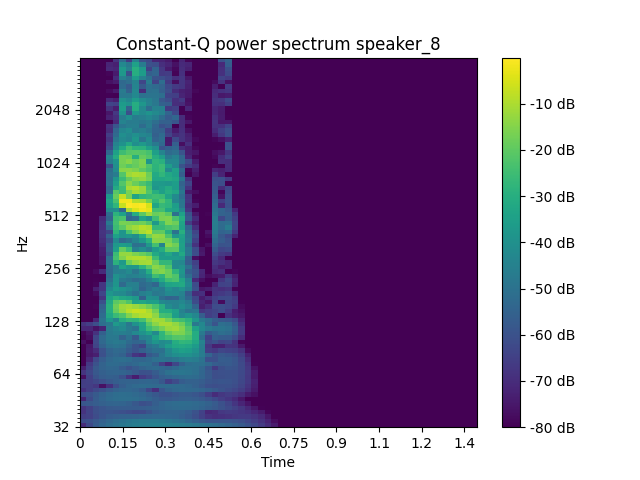 Constant-Q power spectrum speaker_8
Hz
2048
1024
512
256
128
64
32
0 0.15 0.3 0.45 0.6 0.75 0.9 1.1 1.2 1.4
Time
-10 dB
-20 dB
-30 dB
-40 dB
-50 dB
-60 dB
-70 dB
-80 dB